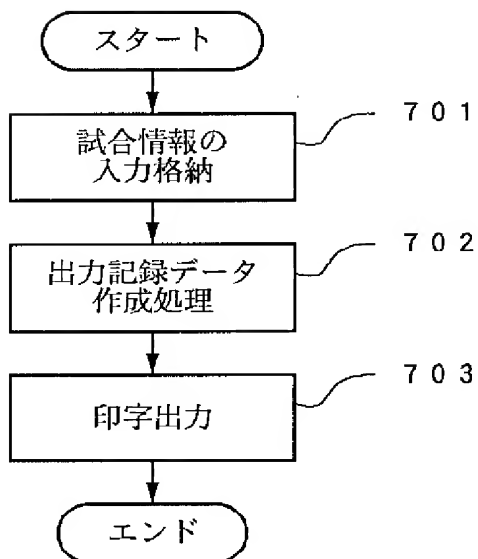 スタート
試合情報の
入力格納
701
出力記録データ
作成処理
702
印字出力
703
エンド